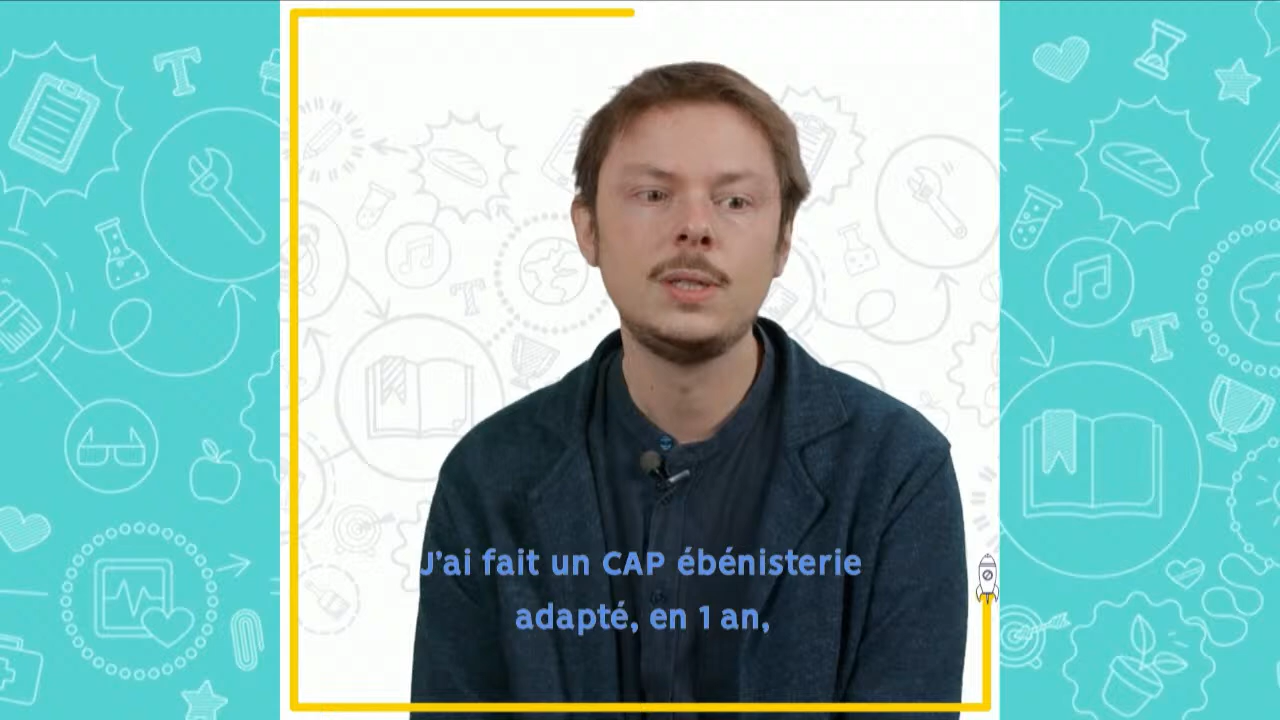 J'ai fait un CAP ébénisterie
adapté, en 1 an,